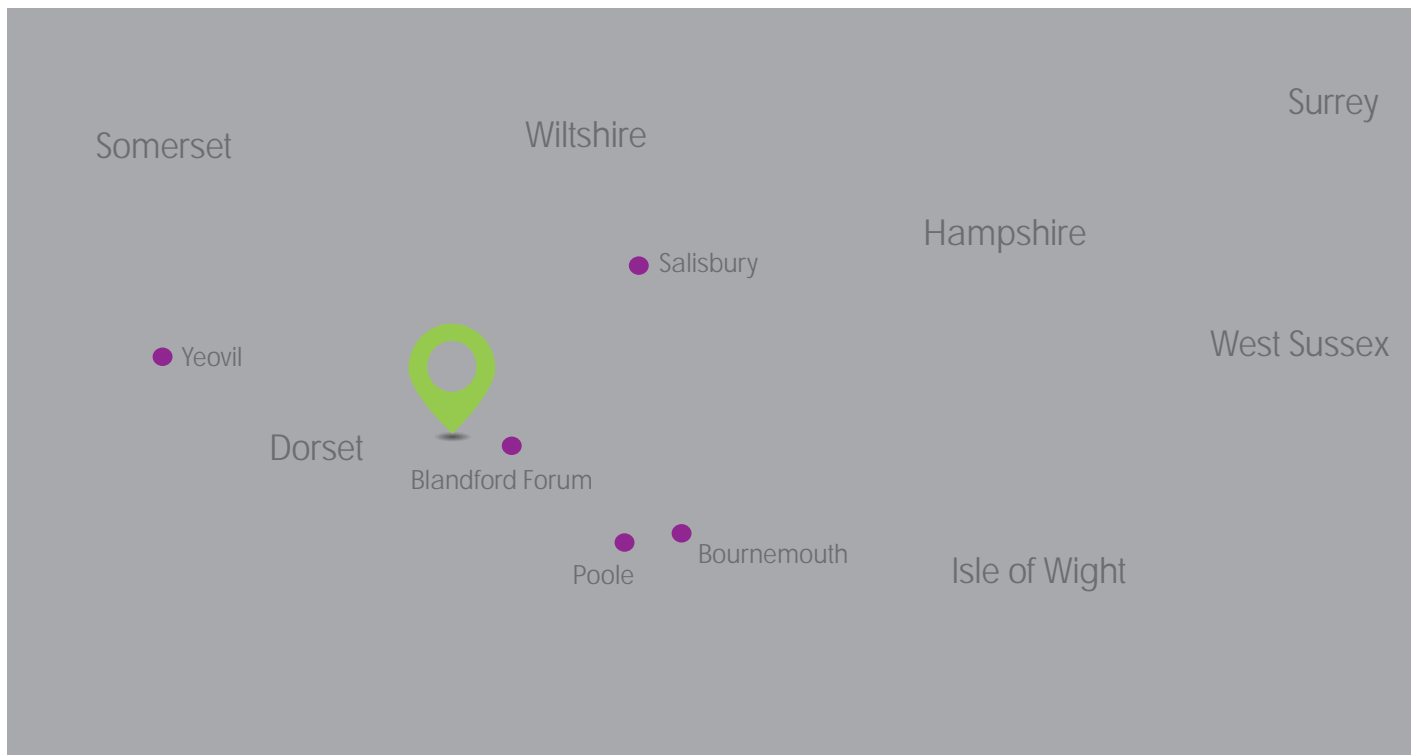 Surrey
Wiltshire
Somerset
Hampshire
Salisbury
West Sussex
Yeovil
Dorset
Blandford Forum
Bournemouth
Isle of Wight
Poole